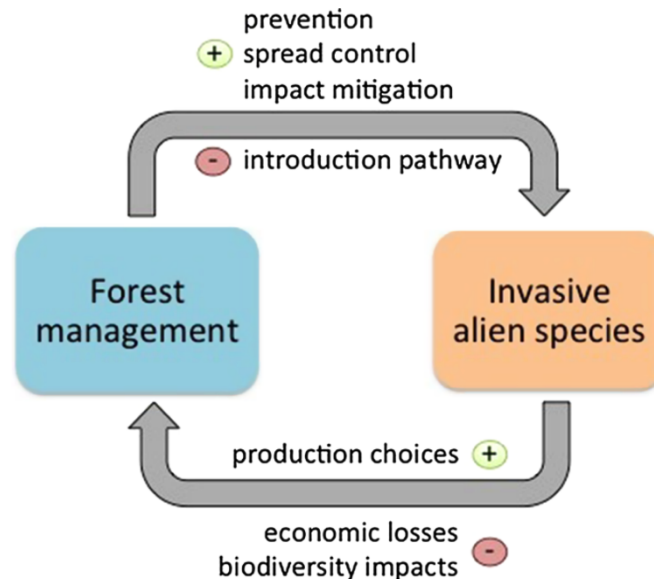 prevention
+ spread control
impact mitigation
- introduction pathway
Forest
management
Invasive
alien species
production choices +
economic losses
biodiversity impacts -